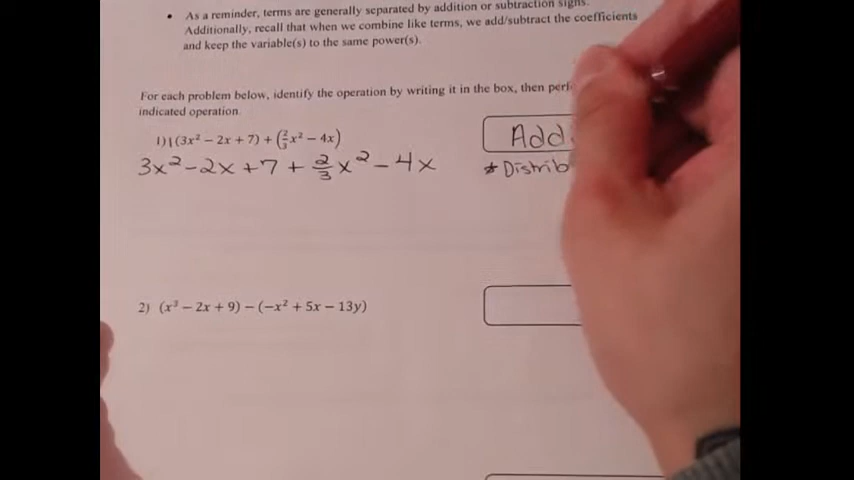 • As a reminder, terms are generally separated by addition or subtraction signs.
Additionally, recall that when we combine like terms, we add/subtract the coefficients
and keep the variable(s) to the same power(s).
For each problem below, identify the operation by writing it in the box, then
indicated operation.
1) 1(3x² − 2x + 7) + (2/3x² − 4x)
Add.
3x² − 2x + 7 + 2/3 x² − 4x
* Distrib
2) (x³ − 2x + 9) − (−x² + 5x − 13y)